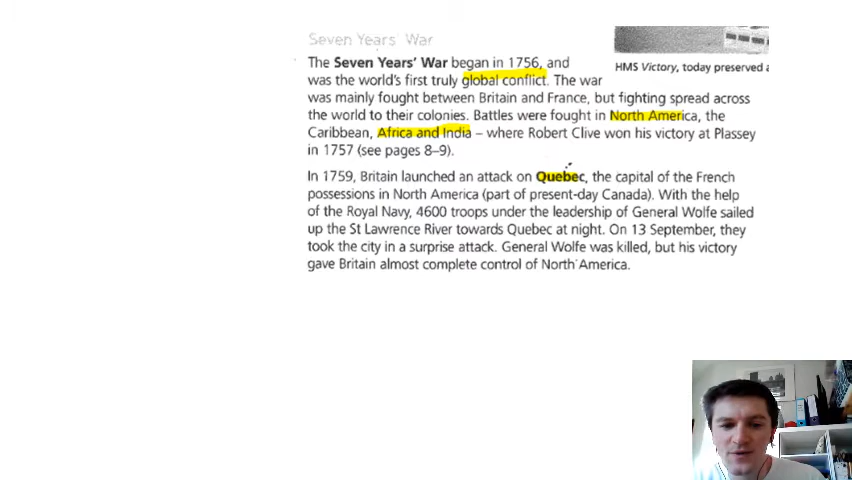 Seven Years' War
The Seven Years' War began in 1756, and
was the world's first truly global conflict. The war
was mainly fought between Britain and France, but fighting spread across
the world to their colonies. Battles were fought in North America, the
Caribbean, Africa and India – where Robert Clive won his victory at Plassey
in 1757 (see pages 8–9).
HMS Victory, today preserved a
In 1759, Britain launched an attack on Quebec, the capital of the French
possessions in North America (part of present-day Canada). With the help
of the Royal Navy, 4600 troops under the leadership of General Wolfe sailed
up the St Lawrence River towards Quebec at night. On 13 September, they
took the city in a surprise attack. General Wolfe was killed, but his victory
gave Britain almost complete control of North America.